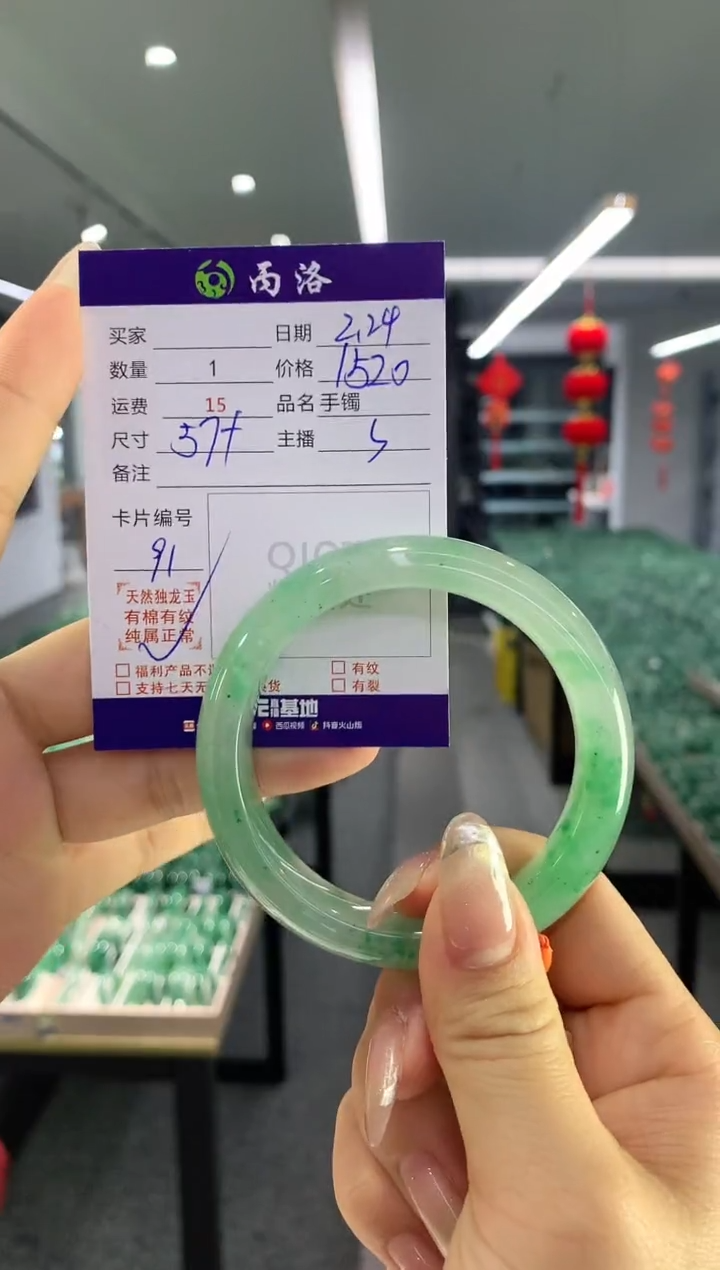 丙洛
买家 日期 2.24
数量 1 价格 1520
运费 15 品名 手镯
尺寸 57+ 主播
备注
卡片编号
91
天然独龙玉
有棉有纹
纯属正常
福利产品不 有纹
支持七天无 货 有裂
基地
西瓜视频 抖音火山版